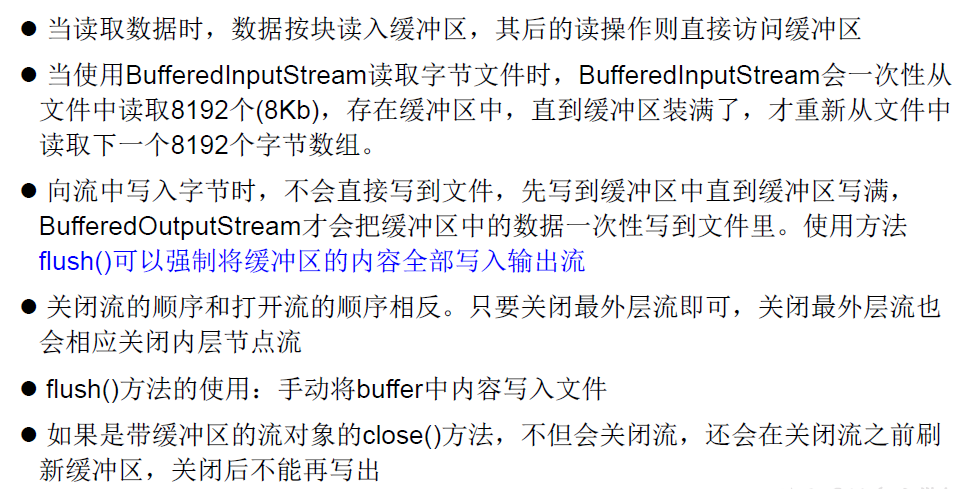 ● 当读取数据时，数据按块读入缓冲区，其后的读操作则直接访问缓冲区
● 当使用BufferedInputStream读取字节文件时，BufferedInputStream会一次性从
文件中读取8192个(8Kb)，存在缓冲区中，直到缓冲区装满了，才重新从文件中
读取下一个8192个字节数组。
● 向流中写入字节时，不会直接写到文件，先写到缓冲区中直到缓冲区写满，
BufferedOutputStream才会把缓冲区中的数据一次性写到文件里。使用方法
flush()可以强制将缓冲区的内容全部写入输出流
● 关闭流的顺序和打开流的顺序相反。只要关闭最外层流即可，关闭最外层流也
会相应关闭内层节点流
● flush()方法的使用：手动将buffer中内容写入文件
● 如果是带缓冲区的流对象的close()方法，不但会关闭流，还会在关闭流之前刷
新缓冲区，关闭后不能再写出